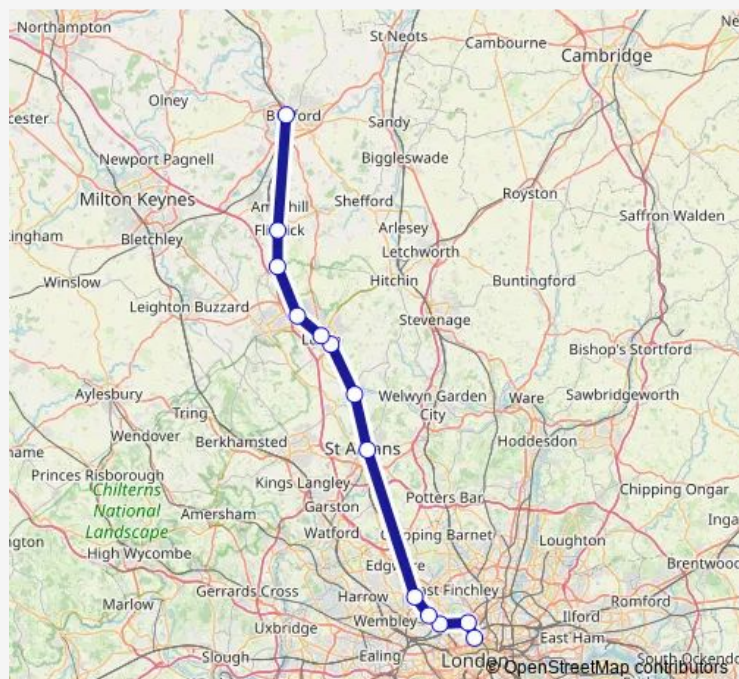 Northampton
St Neots
Cambourne
Cambridge
Olney
Sandy
Newport Pagnell
Biggleswade
Milton Keynes
Shefford
Royston
Bletchley
Arlesey
Saffron Walden
Letchworth
Winslow
Hitchin
Buntingford
Leighton Buzzard
Stevenage
Bishop's Stortford
Aylesbury
Tring
Welwyn Garden
City
Ware
Sawbridgeworth
Wendover
Berkhamsted
Hoddesdon
Princes Risborough
Kings Langley
Chilterns
National
Landscape
Garston
Potters Bar
Chipping Ongar
Amersham
Watford
Loughton
High Wycombe
Gerrards Cross
Harrow
Brentwood
Marlow
Romford
Uxbridge
Wembley
Ilford
Ealing
East Ham
Slough
London
South Ockendon
© OpenStreetMap contributors